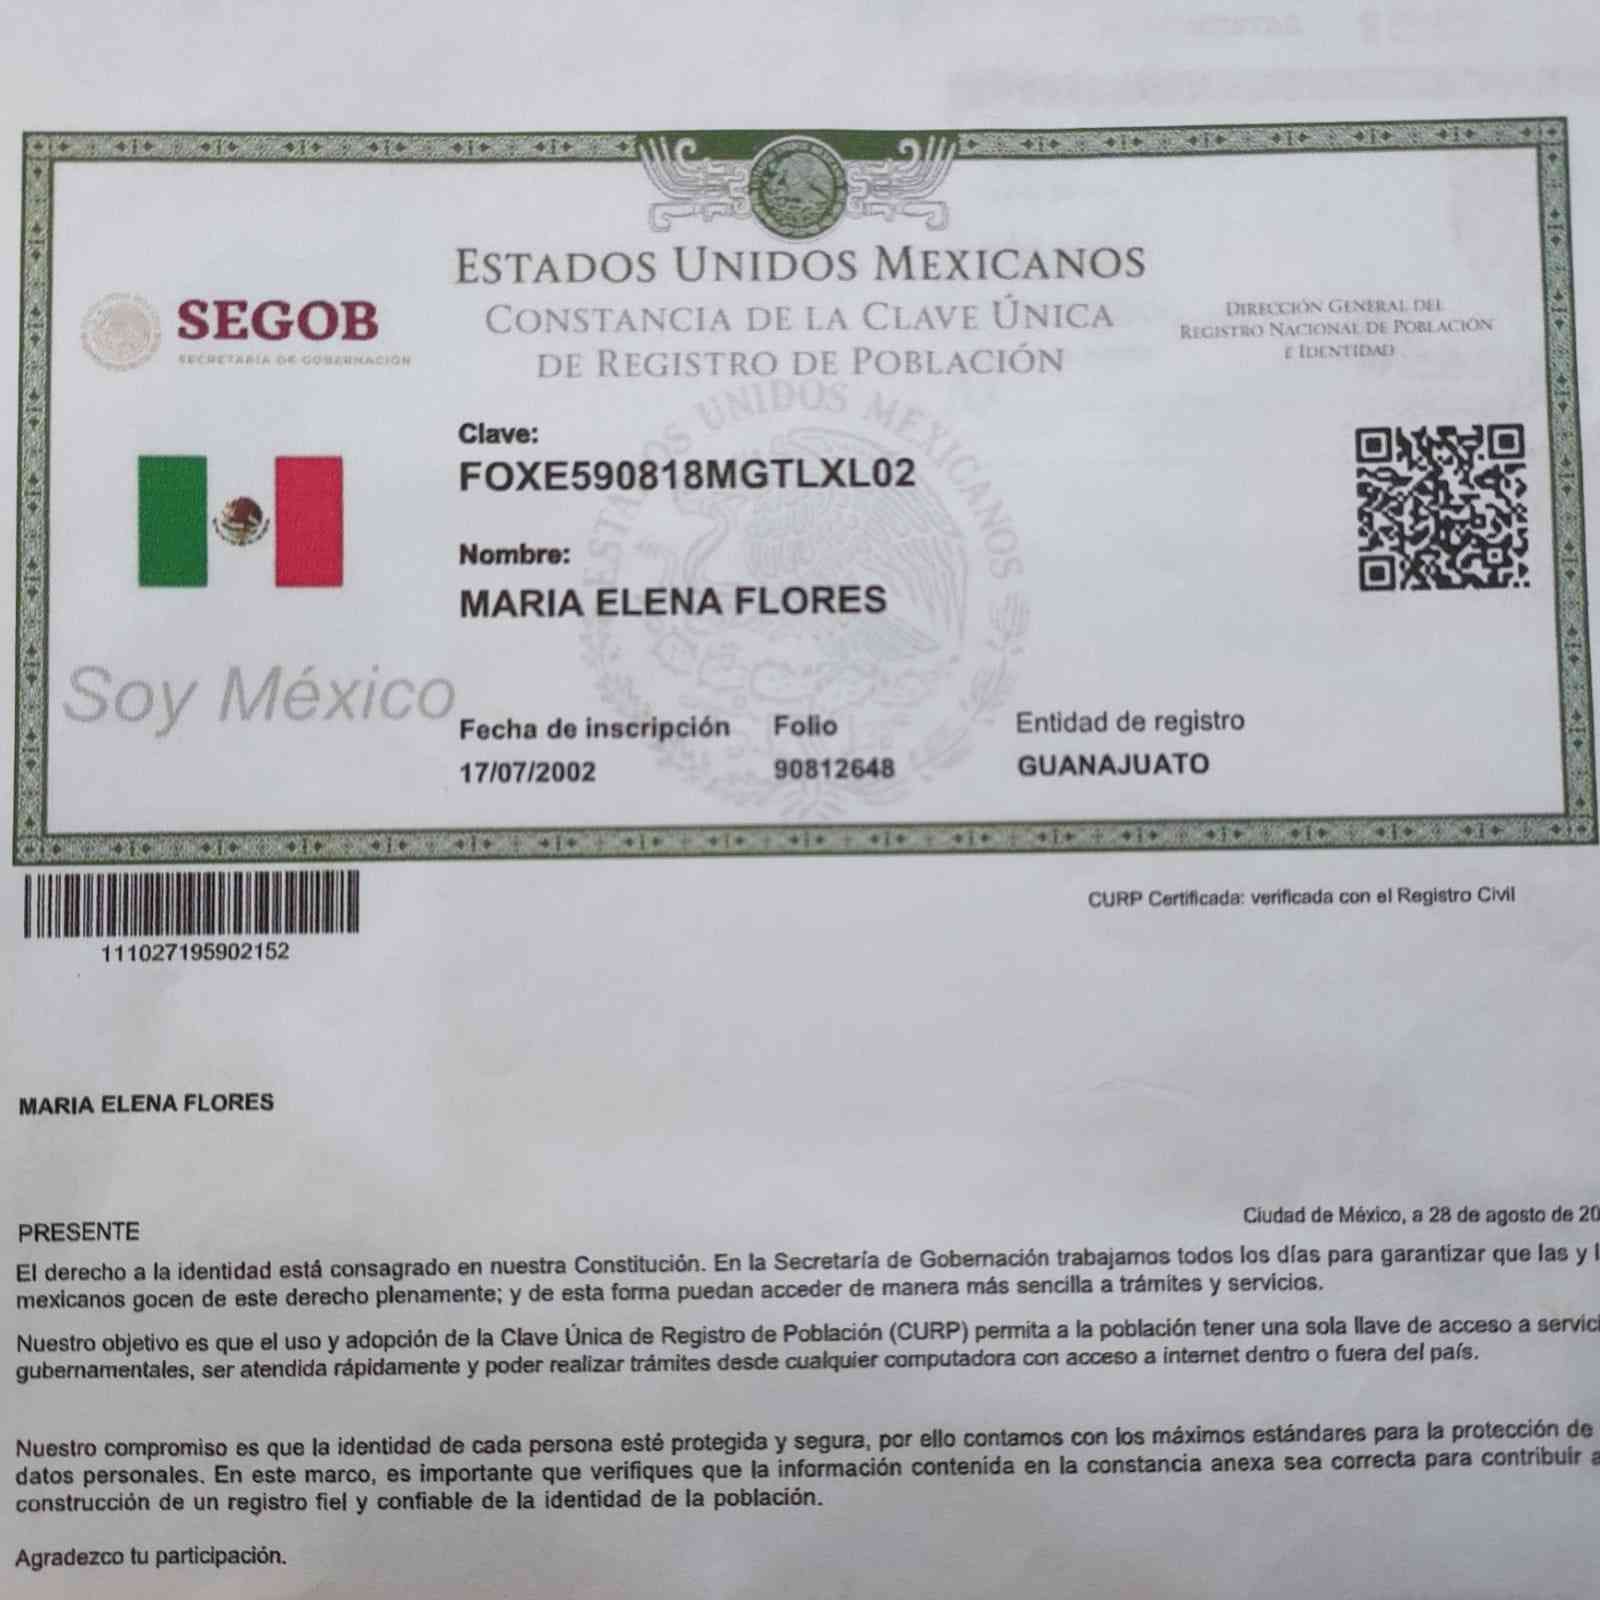 ESTADOS UNIDOS MEXICANOS
CONSTANCIA DE LA CLAVE ÚNICA
DE REGISTRO DE POBLACIÓN
SEGOB
SECRETARÍA DE GOBERNACIÓN
DIRECCIÓN GENERAL DEL
REGISTRO NACIONAL DE POBLACIÓN
E IDENTIDAD
ESTADOS UNIDOS MEXICANOS
Clave:
FOXE590818MGTLXL02
Nombre:
MARIA ELENA FLORES
Soy México
Fecha de inscripción Folio Entidad de registro
17/07/2002 90812648 GUANAJUATO
111027195902152
CURP Certificada: verificada con el Registro Civil
MARIA ELENA FLORES
Ciudad de México, a 28 de agosto de 20
PRESENTE
El derecho a la identidad está consagrado en nuestra Constitución. En la Secretaría de Gobernación trabajamos todos los días para garantizar que las y l
mexicanos gocen de este derecho plenamente; y de esta forma puedan acceder de manera más sencilla a trámites y servicios.
Nuestro objetivo es que el uso y adopción de la Clave Única de Registro de Población (CURP) permita a la población tener una sola llave de acceso a servici
gubernamentales, ser atendida rápidamente y poder realizar trámites desde cualquier computadora con acceso a internet dentro o fuera del país.
Nuestro compromiso es que la identidad de cada persona esté protegida y segura, por ello contamos con los máximos estándares para la protección de
datos personales. En este marco, es importante que verifiques que la información contenida en la constancia anexa sea correcta para contribuir a
construcción de un registro fiel y confiable de la identidad de la población.
Agradezco tu participación.